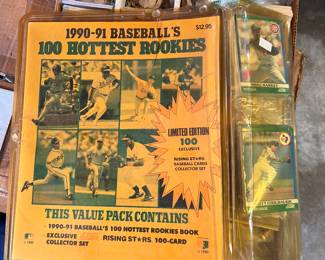 1990-91 BASEBALL'S
$12.95
100 HOTTEST ROOKIES
LIMITED EDITION
100
EXCLUSIVE
RISING ST★RS
BASEBALL CARDS
COLLECTOR SET
THIS VALUE PACK CONTAINS
• 1990-91 BASEBALL'S 100 HOTTEST ROOKIES BOOK
EXCLUSIVE
COLLECTOR SET
RISING ST★RS 100-CARD